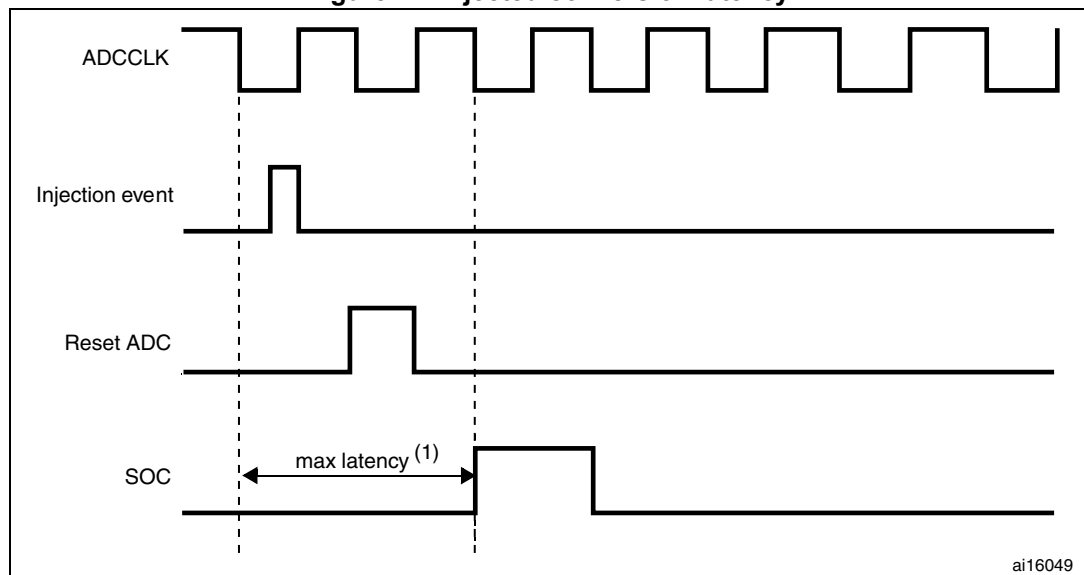 ADCCLK
Injection event
Reset ADC
max latency (1)
SOC
ai16049